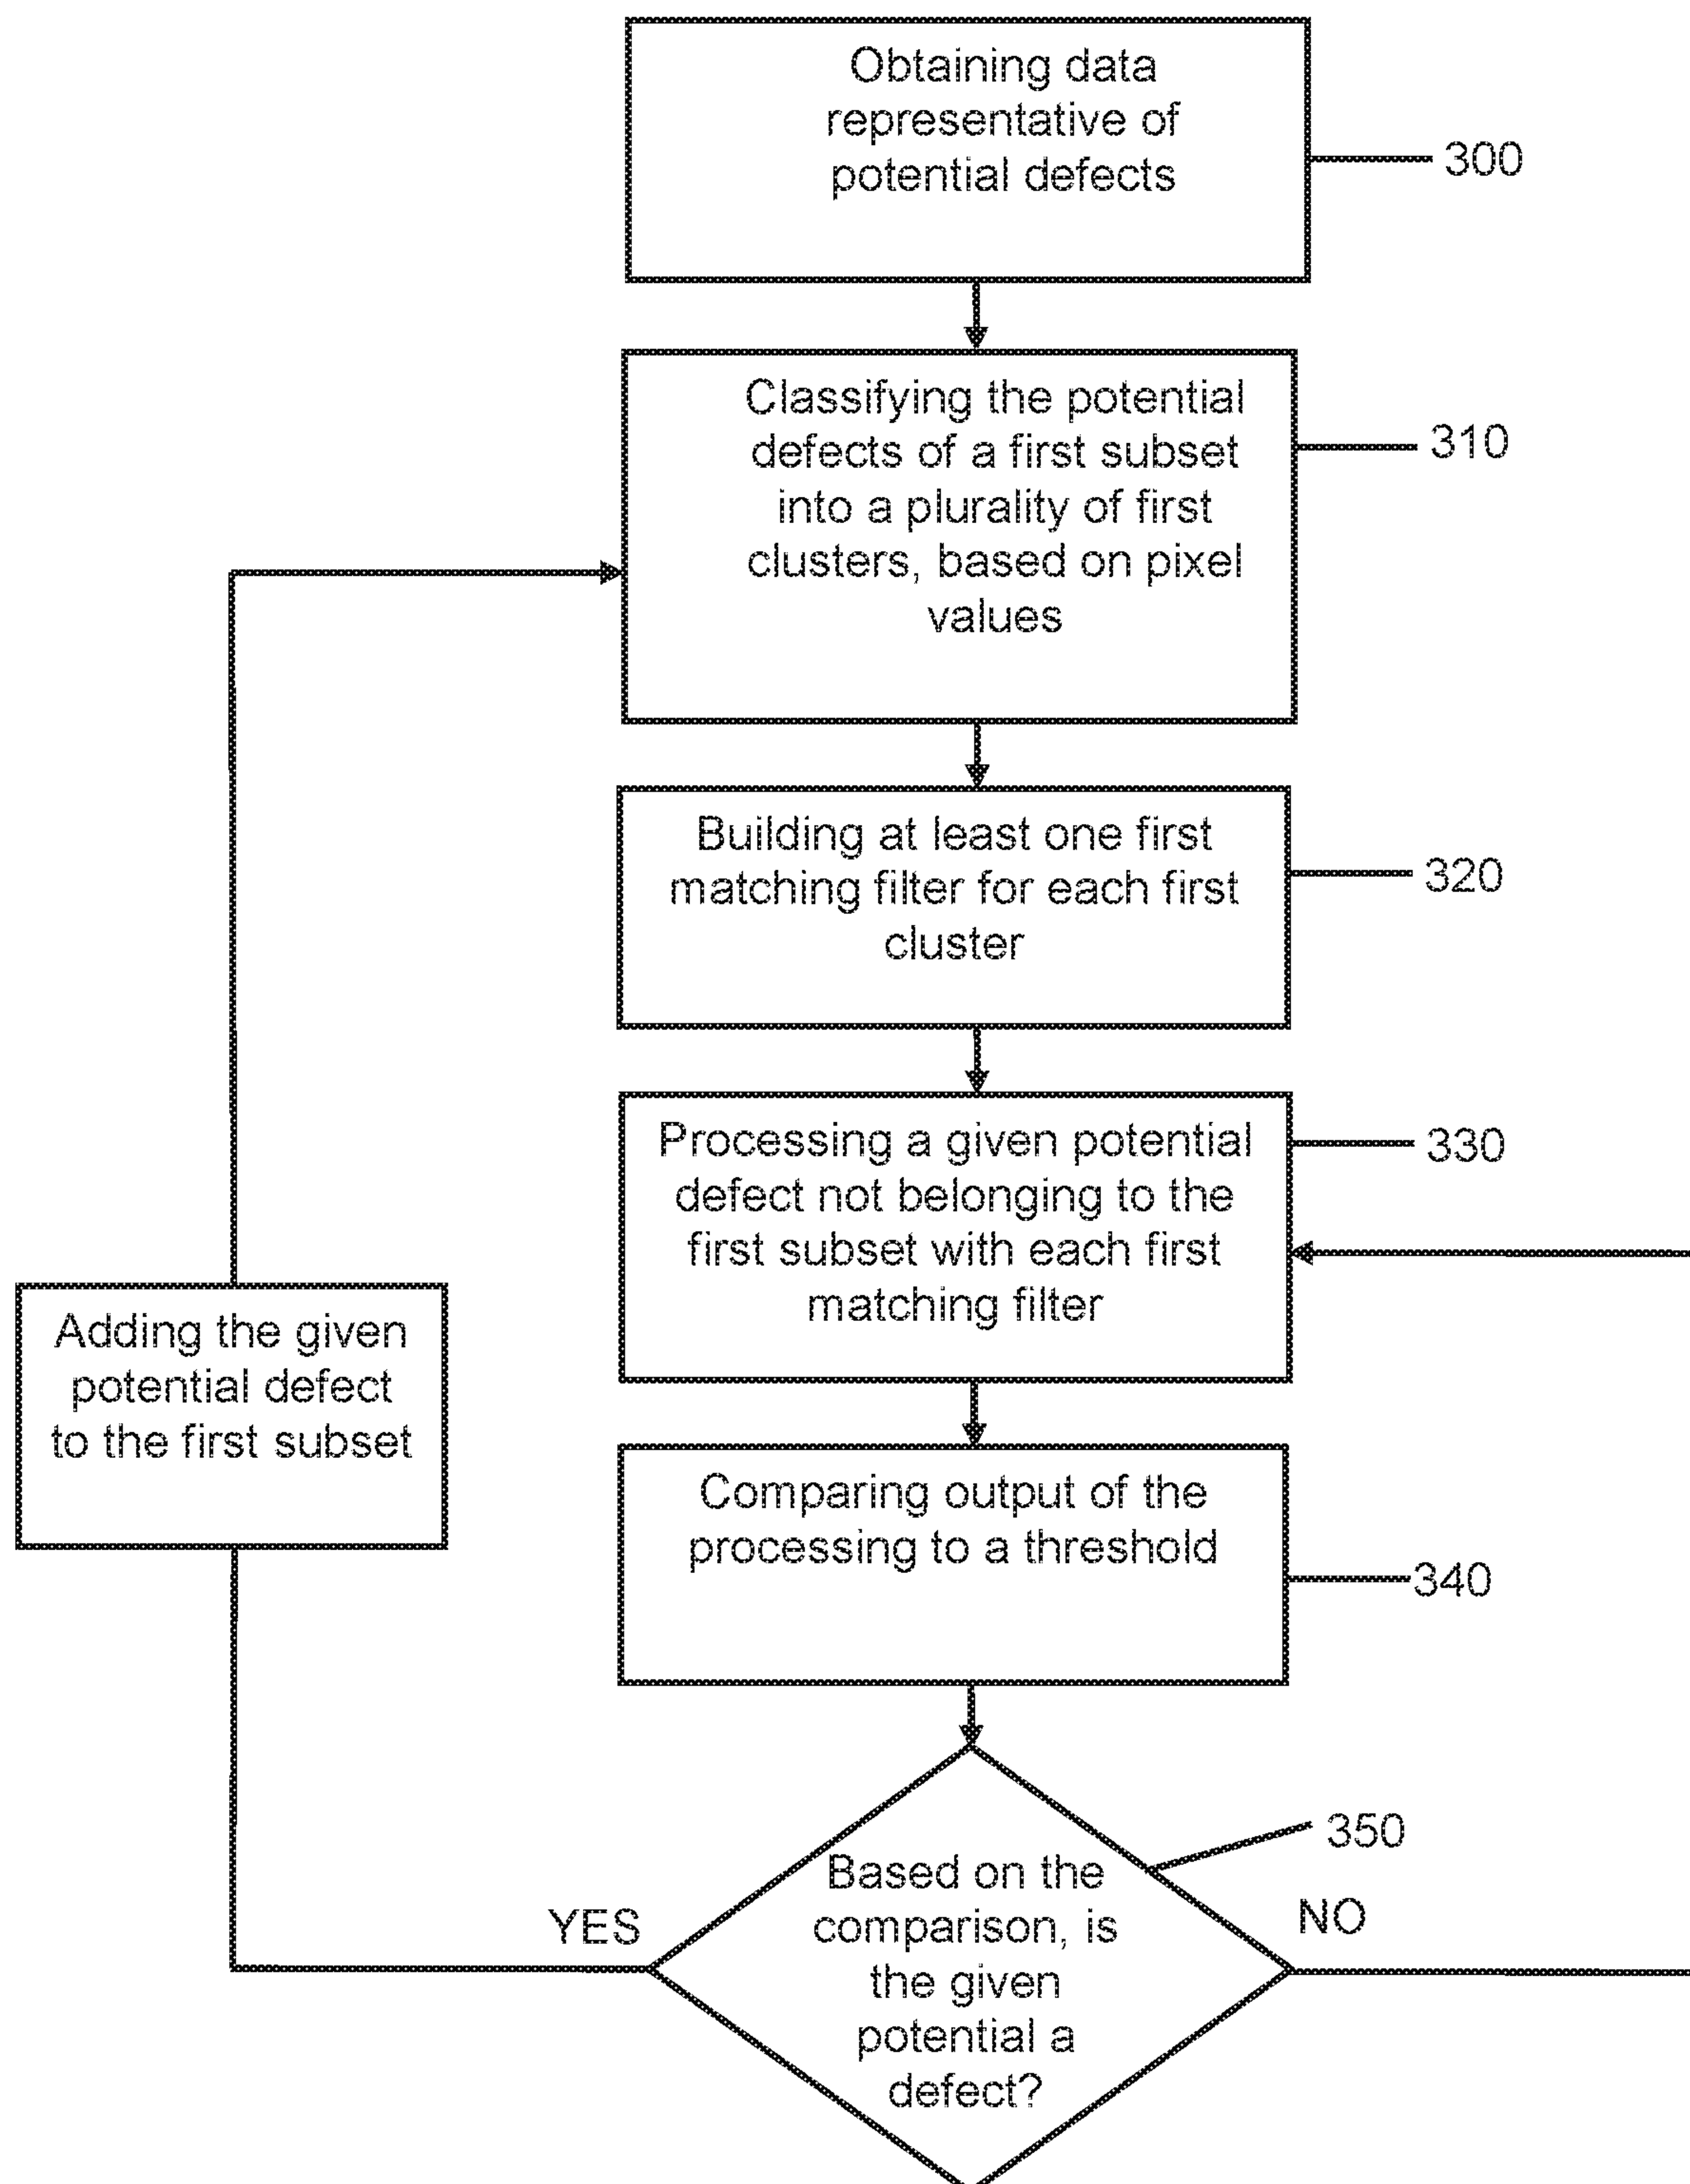 Obtaining data
representative of
potential defects
300
Classifying the potential
defects of a first subset
into a plurality of first
clusters, based on pixel
values
310
Building at least one first
matching filter for each first
cluster
320
Processing a given potential
defect not belonging to the
first subset with each first
matching filter
330
Adding the given
potential defect
to the first subset
Comparing output of the
processing to a threshold
340
350
Based on the
comparison, is
the given
potential a
defect?
YES
NO